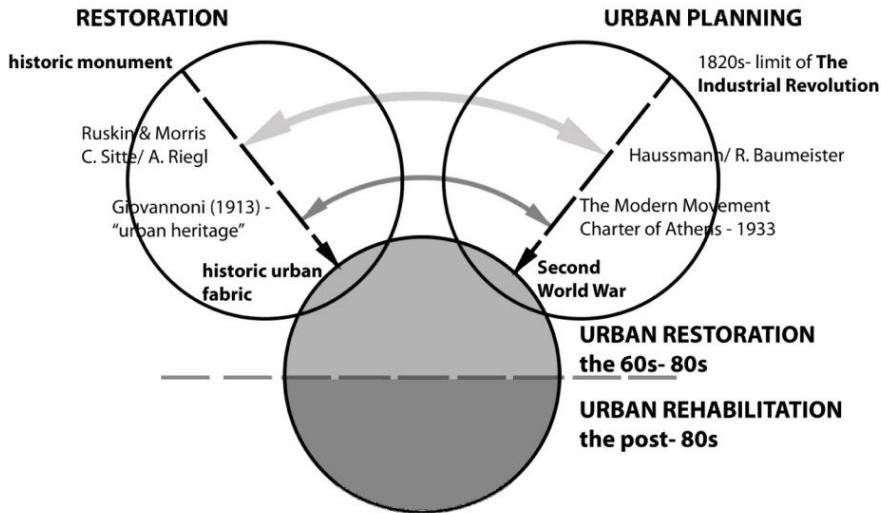 RESTORATION
URBAN PLANNING
historic monument
1820s- limit of The
Industrial Revolution
Ruskin & Morris
C. Sitte/ A. Riegl
Haussmann/ R. Baumeister
Giovannoni (1913) -
“urban heritage”
The Modern Movement
Charter of Athens - 1933
historic urban
fabric
Second
World War
URBAN RESTORATION
the 60s- 80s
URBAN REHABILITATION
the post- 80s